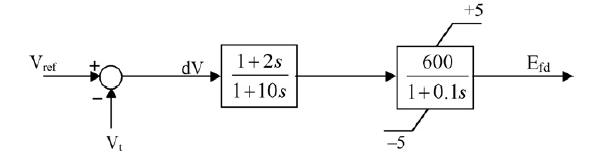 +5
V_ref + dV 1+2s 600 E_fd
− 1+10s 1+0.1s
V_t −5